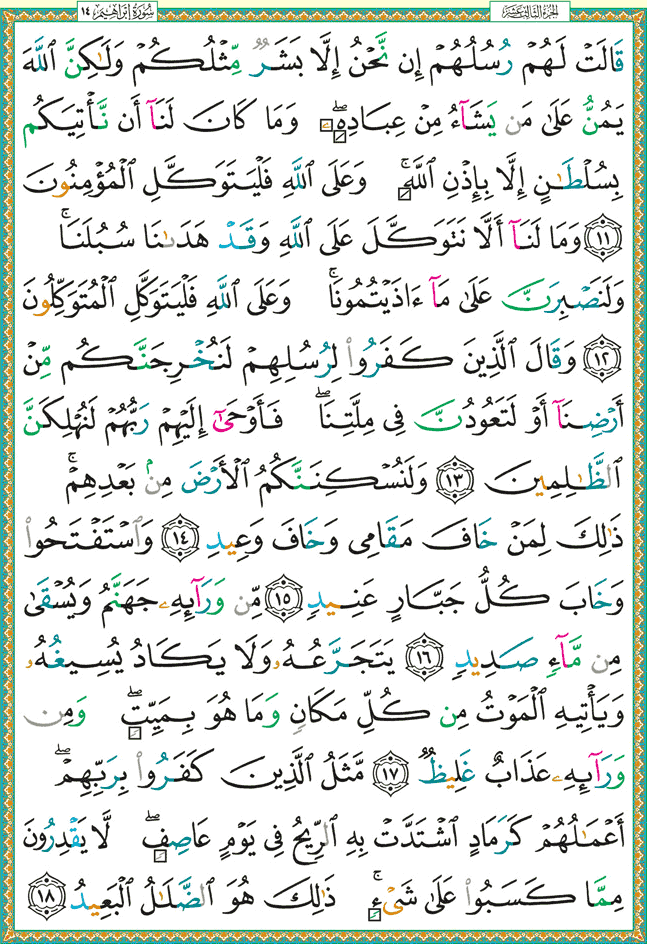 سُورَةُ إِبْرَاهِيمَ ١٤
الجزء الثالث عشر
قَالَتْ لَهُمْ رُسُلُهُمْ إِن نَّحْنُ إِلَّا بَشَرٌ مِّثْلُكُمْ وَلَٰكِنَّ ٱللَّهَ
يَمُنُّ عَلَىٰ مَن يَشَآءُ مِنْ عِبَادِهِۦۖ وَمَا كَانَ لَنَآ أَن نَّأْتِيَكُم
بِسُلْطَٰنٍ إِلَّا بِإِذْنِ ٱللَّهِۚ وَعَلَى ٱللَّهِ فَلْيَتَوَكَّلِ ٱلْمُؤْمِنُونَ
١١ وَمَا لَنَآ أَلَّا نَتَوَكَّلَ عَلَى ٱللَّهِ وَقَدْ هَدَىٰنَا سُبُلَنَاۚ
وَلَنَصْبِرَنَّ عَلَىٰ مَآ ءَاذَيْتُمُونَاۚ وَعَلَى ٱللَّهِ فَلْيَتَوَكَّلِ ٱلْمُتَوَكِّلُونَ
١٢ وَقَالَ ٱلَّذِينَ كَفَرُوا۟ لِرُسُلِهِمْ لَنُخْرِجَنَّكُم مِّنْ
أَرْضِنَآ أَوْ لَتَعُودُنَّ فِى مِلَّتِنَاۖ فَأَوْحَىٰٓ إِلَيْهِمْ رَبُّهُمْ لَنُهْلِكَنَّ
ٱلظَّٰلِمِينَ ١٣ وَلَنُسْكِنَنَّكُمُ ٱلْأَرْضَ مِنۢ بَعْدِهِمْۚ
ذَٰلِكَ لِمَنْ خَافَ مَقَامِى وَخَافَ وَعِيدِ ١٤ وَٱسْتَفْتَحُوا۟
وَخَابَ كُلُّ جَبَّارٍ عَنِيدٍ ١٥ مِّن وَرَآئِهِۦ جَهَنَّمُ وَيُسْقَىٰ
مِن مَّآءٍ صَدِيدٍ ١٦ يَتَجَرَّعُهُۥ وَلَا يَكَادُ يُسِيغُهُۥ
وَيَأْتِيهِ ٱلْمَوْتُ مِن كُلِّ مَكَانٍ وَمَا هُوَ بِمَيِّتٍۖ وَمِن
وَرَآئِهِۦ عَذَابٌ غَلِيظٌ ١٧ مَّثَلُ ٱلَّذِينَ كَفَرُوا۟ بِرَبِّهِمْۖ
أَعْمَٰلُهُمْ كَرَمَادٍ ٱشْتَدَّتْ بِهِ ٱلرِّيحُ فِى يَوْمٍ عَاصِفٍۖ لَّا يَقْدِرُونَ
مِمَّا كَسَبُوا۟ عَلَىٰ شَىْءٍۚ ذَٰلِكَ هُوَ ٱلضَّلَٰلُ ٱلْبَعِيدُ ١٨